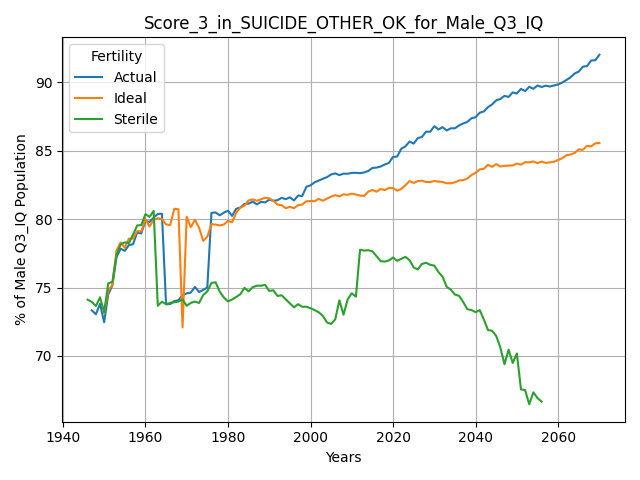 Score_3_in_SUICIDE_OTHER_OK_for_Male_Q3_IQ
Fertility
Actual
Ideal
Sterile
% of Male Q3_IQ Population
90
85
80
75
70
1940 1960 1980 2000 2020 2040 2060
Years